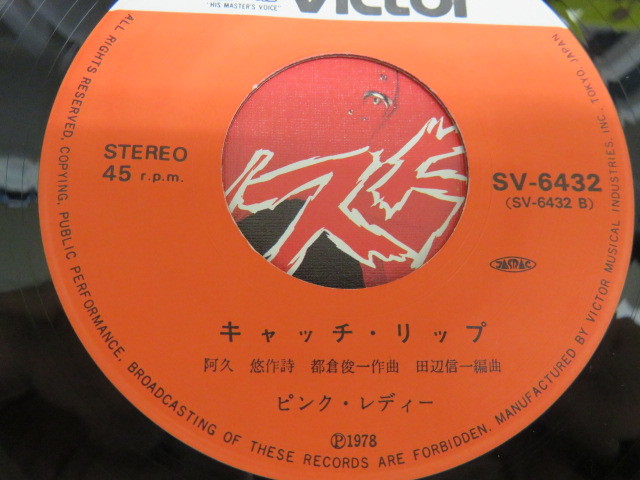 "HIS MASTER'S VOICE"
Victor
STEREO
45 r.p.m.
SV-6432
(SV-6432 B)
JASRAC
キャッチ・リップ
阿久 悠作詩 都倉俊一作曲 田辺信一編曲
ピンク・レディー
Ⓟ1978
ALL RIGHTS RESERVED. COPYING, PUBLIC PERFORMANCE, BROADCASTING OF THESE RECORDS ARE FORBIDDEN. MANUFACTURED BY VICTOR MUSICAL INDUSTRIES, INC. TOKYO, JAPAN